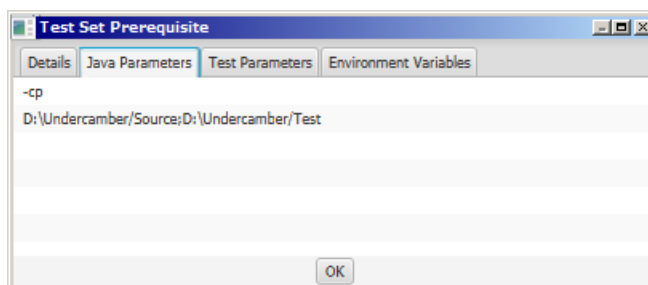 Test Set Prerequisite
Details Java Parameters Test Parameters Environment Variables
-cp
D:\Undercamber/Source;D:\Undercamber/Test
OK